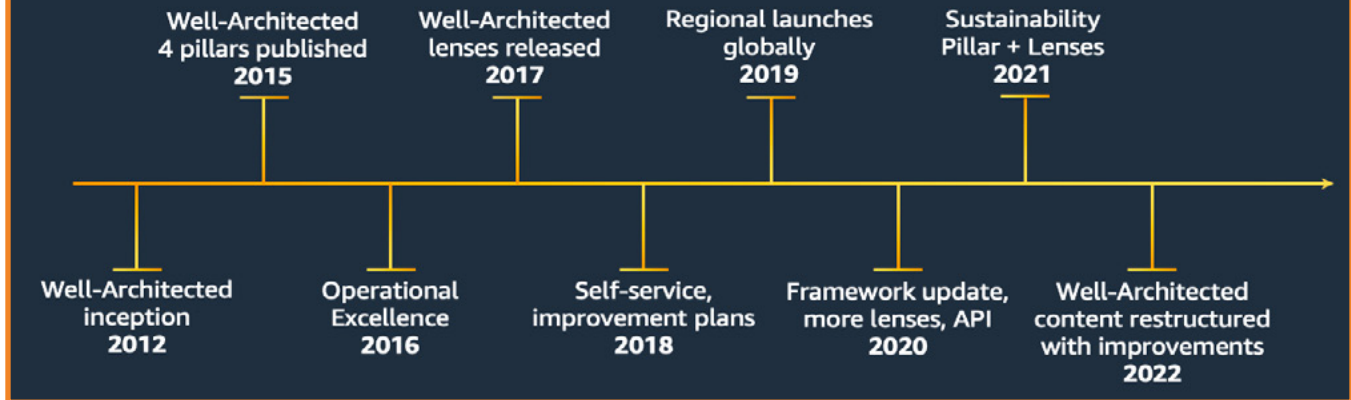 Well-Architected
4 pillars published
2015
Well-Architected
lenses released
2017
Regional launches
globally
2019
Sustainability
Pillar + Lenses
2021
Well-Architected
inception
2012
Operational
Excellence
2016
Self-service,
improvement plans
2018
Framework update,
more lenses, API
2020
Well-Architected
content restructured
with improvements
2022